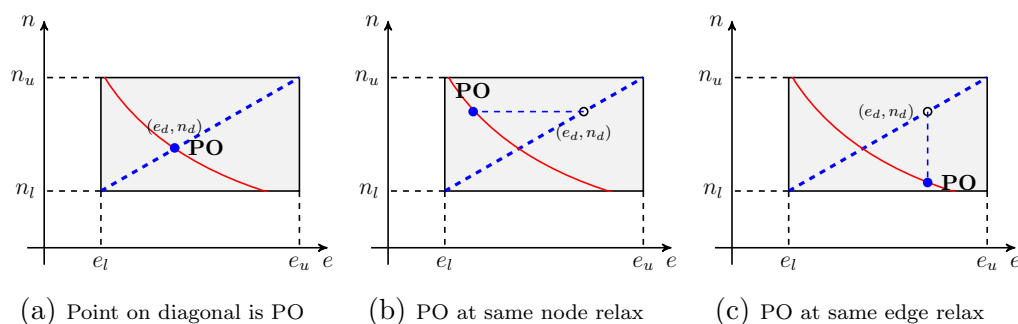 n
n_u
n_l
(e_d, n_d)
PO
e_l
e_u
e
(a) Point on diagonal is PO
n
n_u
n_l
PO
(e_d, n_d)
e_l
e_u
e
(b) PO at same node relax
n
n_u
n_l
(e_d, n_d)
PO
e_l
e_u
e
(c) PO at same edge relax